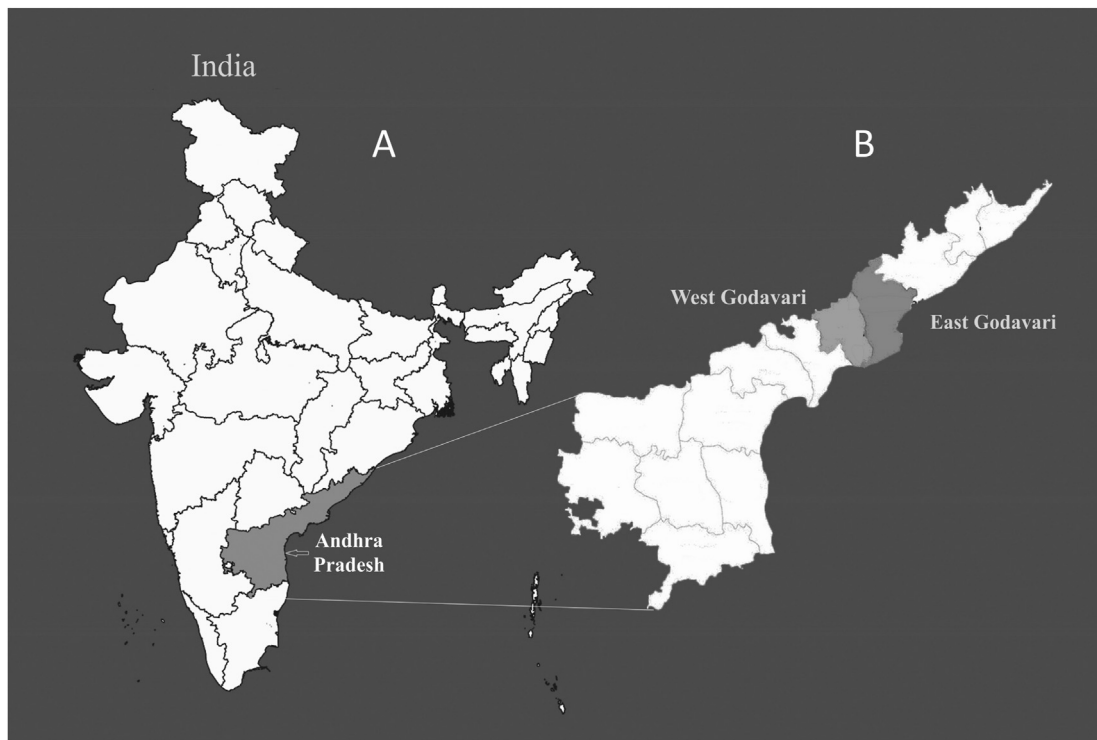 India
A
B
West Godavari
East Godavari
Andhra
Pradesh